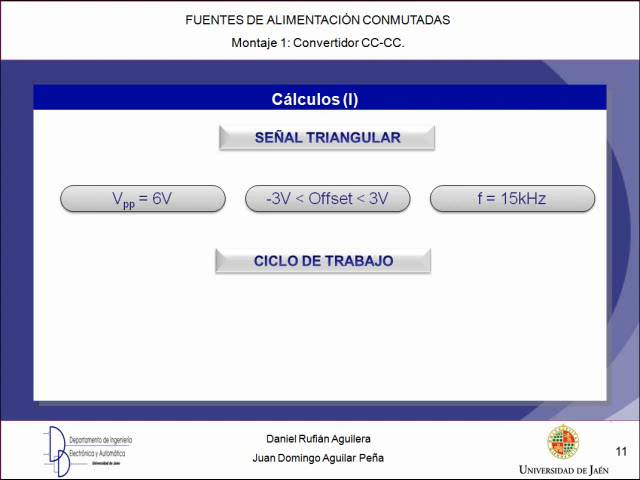 FUENTES DE ALIMENTACIÓN CONMUTADAS
Montaje 1: Convertidor CC-CC.
Cálculos (I)
SEÑAL TRIANGULAR
Vpp = 6V
-3V < Offset < 3V
f = 15kHz
CICLO DE TRABAJO
Departamento de Ingeniería
Electrónica y Automática
Universidad de Jaén
Daniel Rufián Aguilera
Juan Domingo Aguilar Peña
UNIVERSIDAD DE JAÉN
11